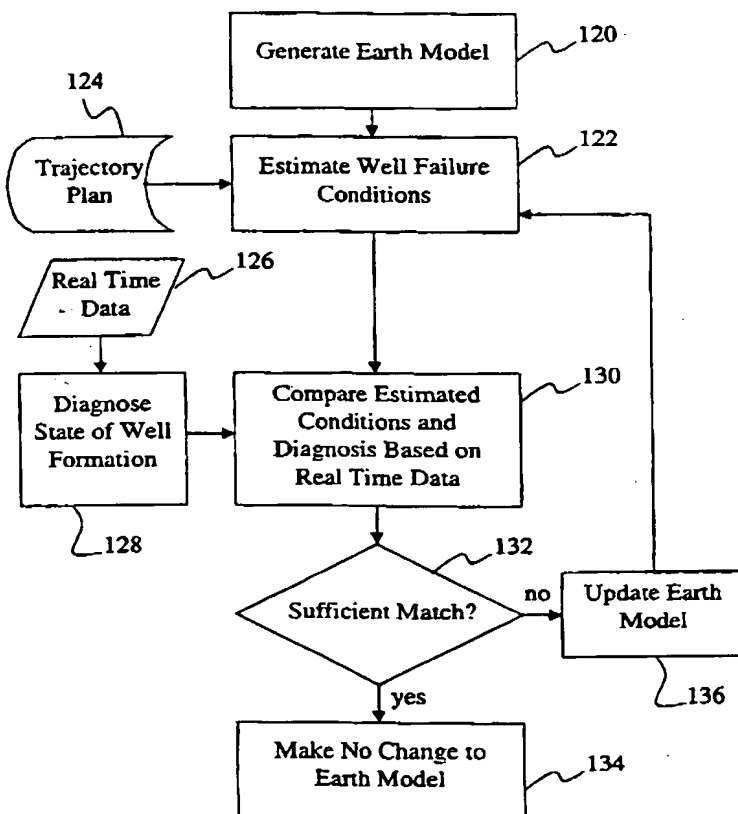 Generate Earth Model
120
124
Trajectory
Plan
Estimate Well Failure
Conditions
122
Real Time
Data
126
Diagnose
State of Well
Formation
128
Compare Estimated
Conditions and
Diagnosis Based on
Real Time Data
130
132
Sufficient Match?
no
Update Earth
Model
136
yes
Make No Change to
Earth Model
134